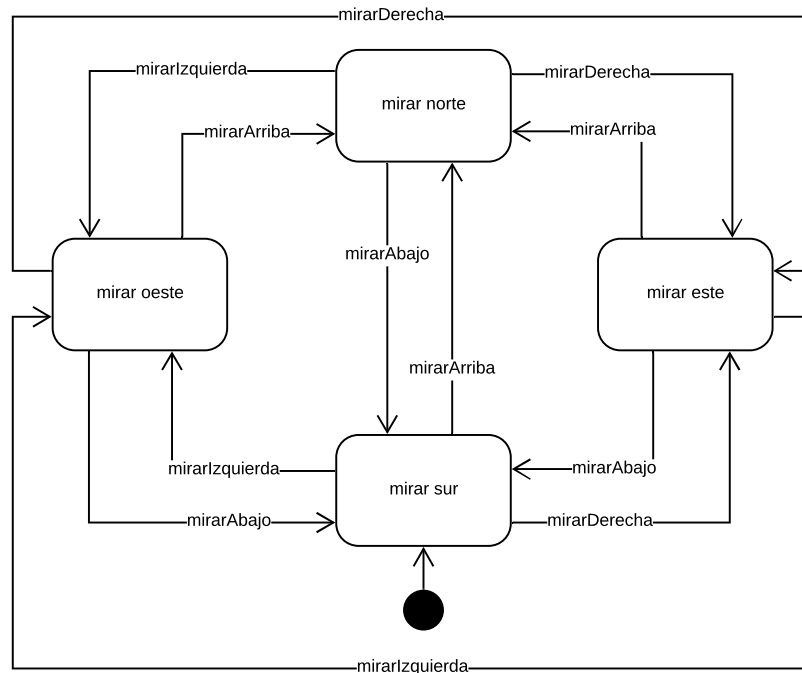 mirarDerecha
mirarIzquierda
mirarDerecha
mirar norte
mirarArriba
mirarArriba
mirarAbajo
mirar oeste
mirar este
mirarArriba
mirarIzquierda
mirarAbajo
mirar sur
mirarAbajo
mirarDerecha
mirarIzquierda